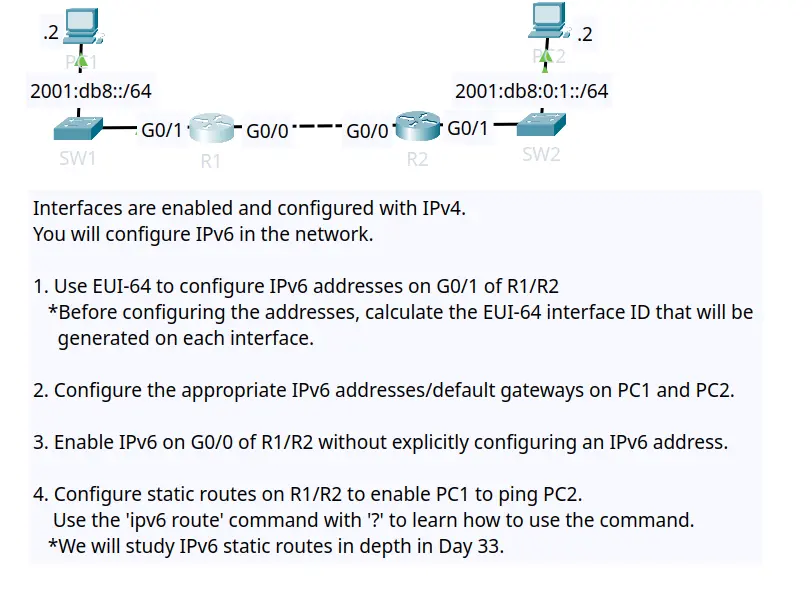 .2
.2
PC1
PC2
2001:db8::/64
2001:db8:0:1::/64
G0/1
G0/0
G0/0
G0/1
SW1
R1
R2
SW2
Interfaces are enabled and configured with IPv4.
You will configure IPv6 in the network.
1. Use EUI-64 to configure IPv6 addresses on G0/1 of R1/R2
*Before configuring the addresses, calculate the EUI-64 interface ID that will be
generated on each interface.
2. Configure the appropriate IPv6 addresses/default gateways on PC1 and PC2.
3. Enable IPv6 on G0/0 of R1/R2 without explicitly configuring an IPv6 address.
4. Configure static routes on R1/R2 to enable PC1 to ping PC2.
Use the 'ipv6 route' command with '?' to learn how to use the command.
*We will study IPv6 static routes in depth in Day 33.